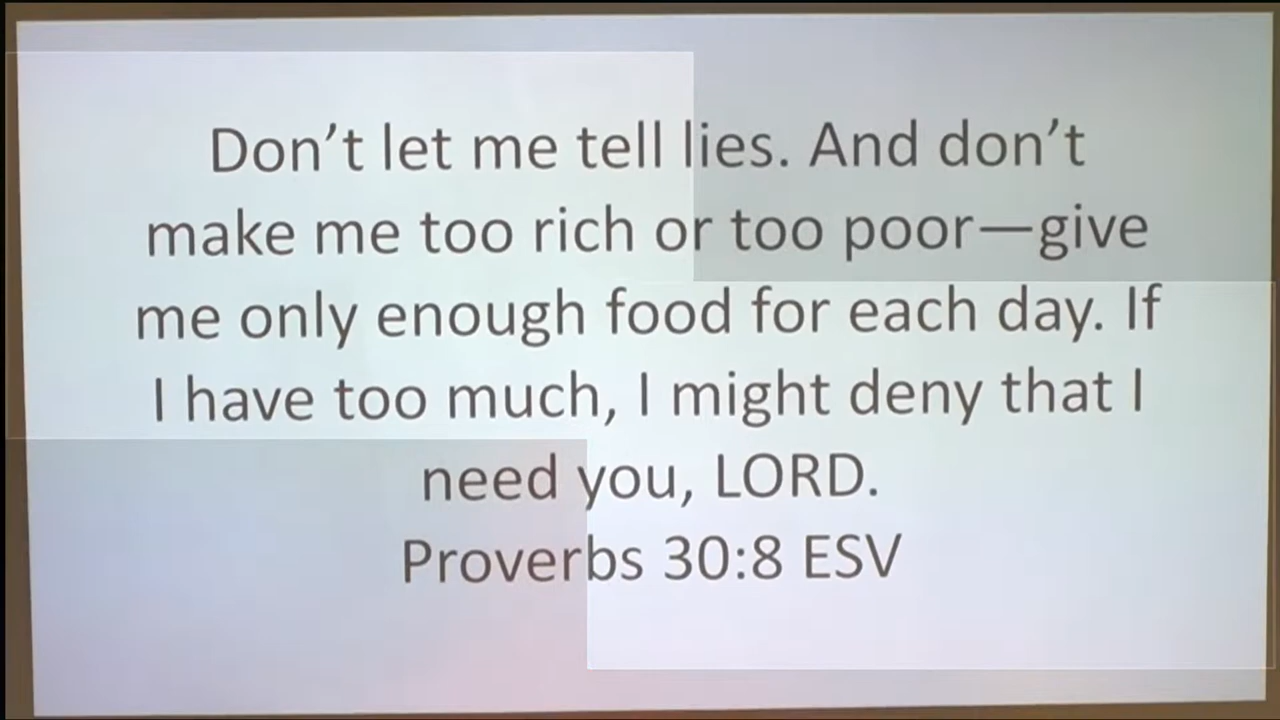 Don’t let me tell lies. And don’t
make me too rich or too poor—give
me only enough food for each day. If
I have too much, I might deny that I
need you, LORD.
Proverbs 30:8 ESV